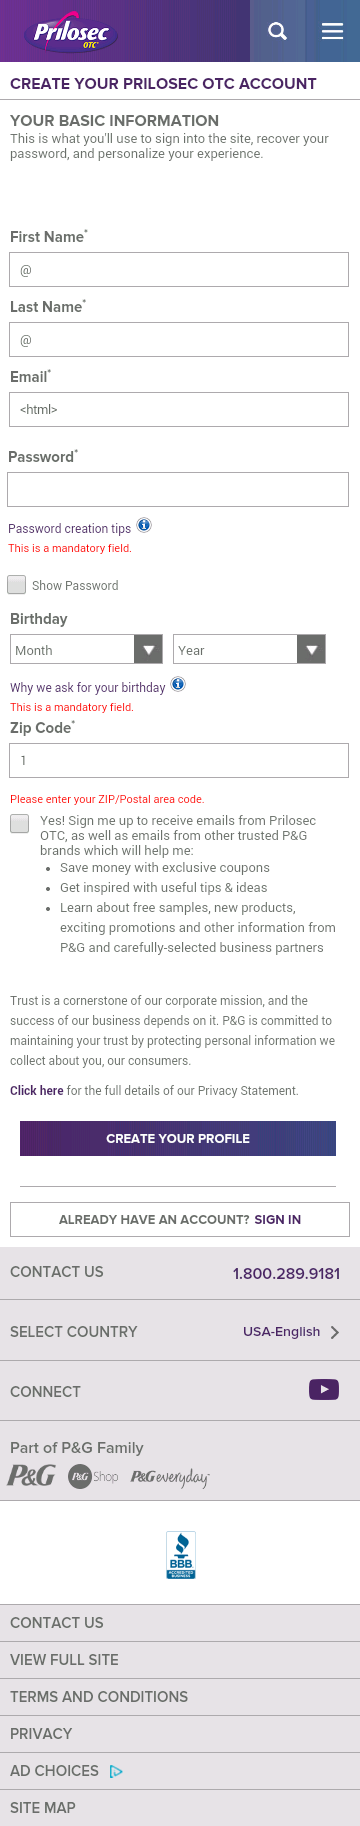 Prilosec
OTC
CREATE YOUR PRILOSEC OTC ACCOUNT
YOUR BASIC INFORMATION
This is what you'll use to sign into the site, recover your
password, and personalize your experience.
First Name*
@
Last Name*
@
Email*
<html>
Password*
Password creation tips
This is a mandatory field.
Show Password
Birthday
Month Year
Why we ask for your birthday
This is a mandatory field.
Zip Code*
1
Please enter your ZIP/Postal area code.
Yes! Sign me up to receive emails from Prilosec
OTC, as well as emails from other trusted P&G
brands which will help me:
• Save money with exclusive coupons
• Get inspired with useful tips & ideas
• Learn about free samples, new products,
exciting promotions and other information from
P&G and carefully-selected business partners
Trust is a cornerstone of our corporate mission, and the
success of our business depends on it. P&G is committed to
maintaining your trust by protecting personal information we
collect about you, our consumers.
Click here for the full details of our Privacy Statement.
CREATE YOUR PROFILE
ALREADY HAVE AN ACCOUNT? SIGN IN
CONTACT US 1.800.289.9181
SELECT COUNTRY USA-English
CONNECT
Part of P&G Family
P&G P&G Shop P&G everyday
BBB
ACCREDITED
BUSINESS
CONTACT US
VIEW FULL SITE
TERMS AND CONDITIONS
PRIVACY
AD CHOICES
SITE MAP